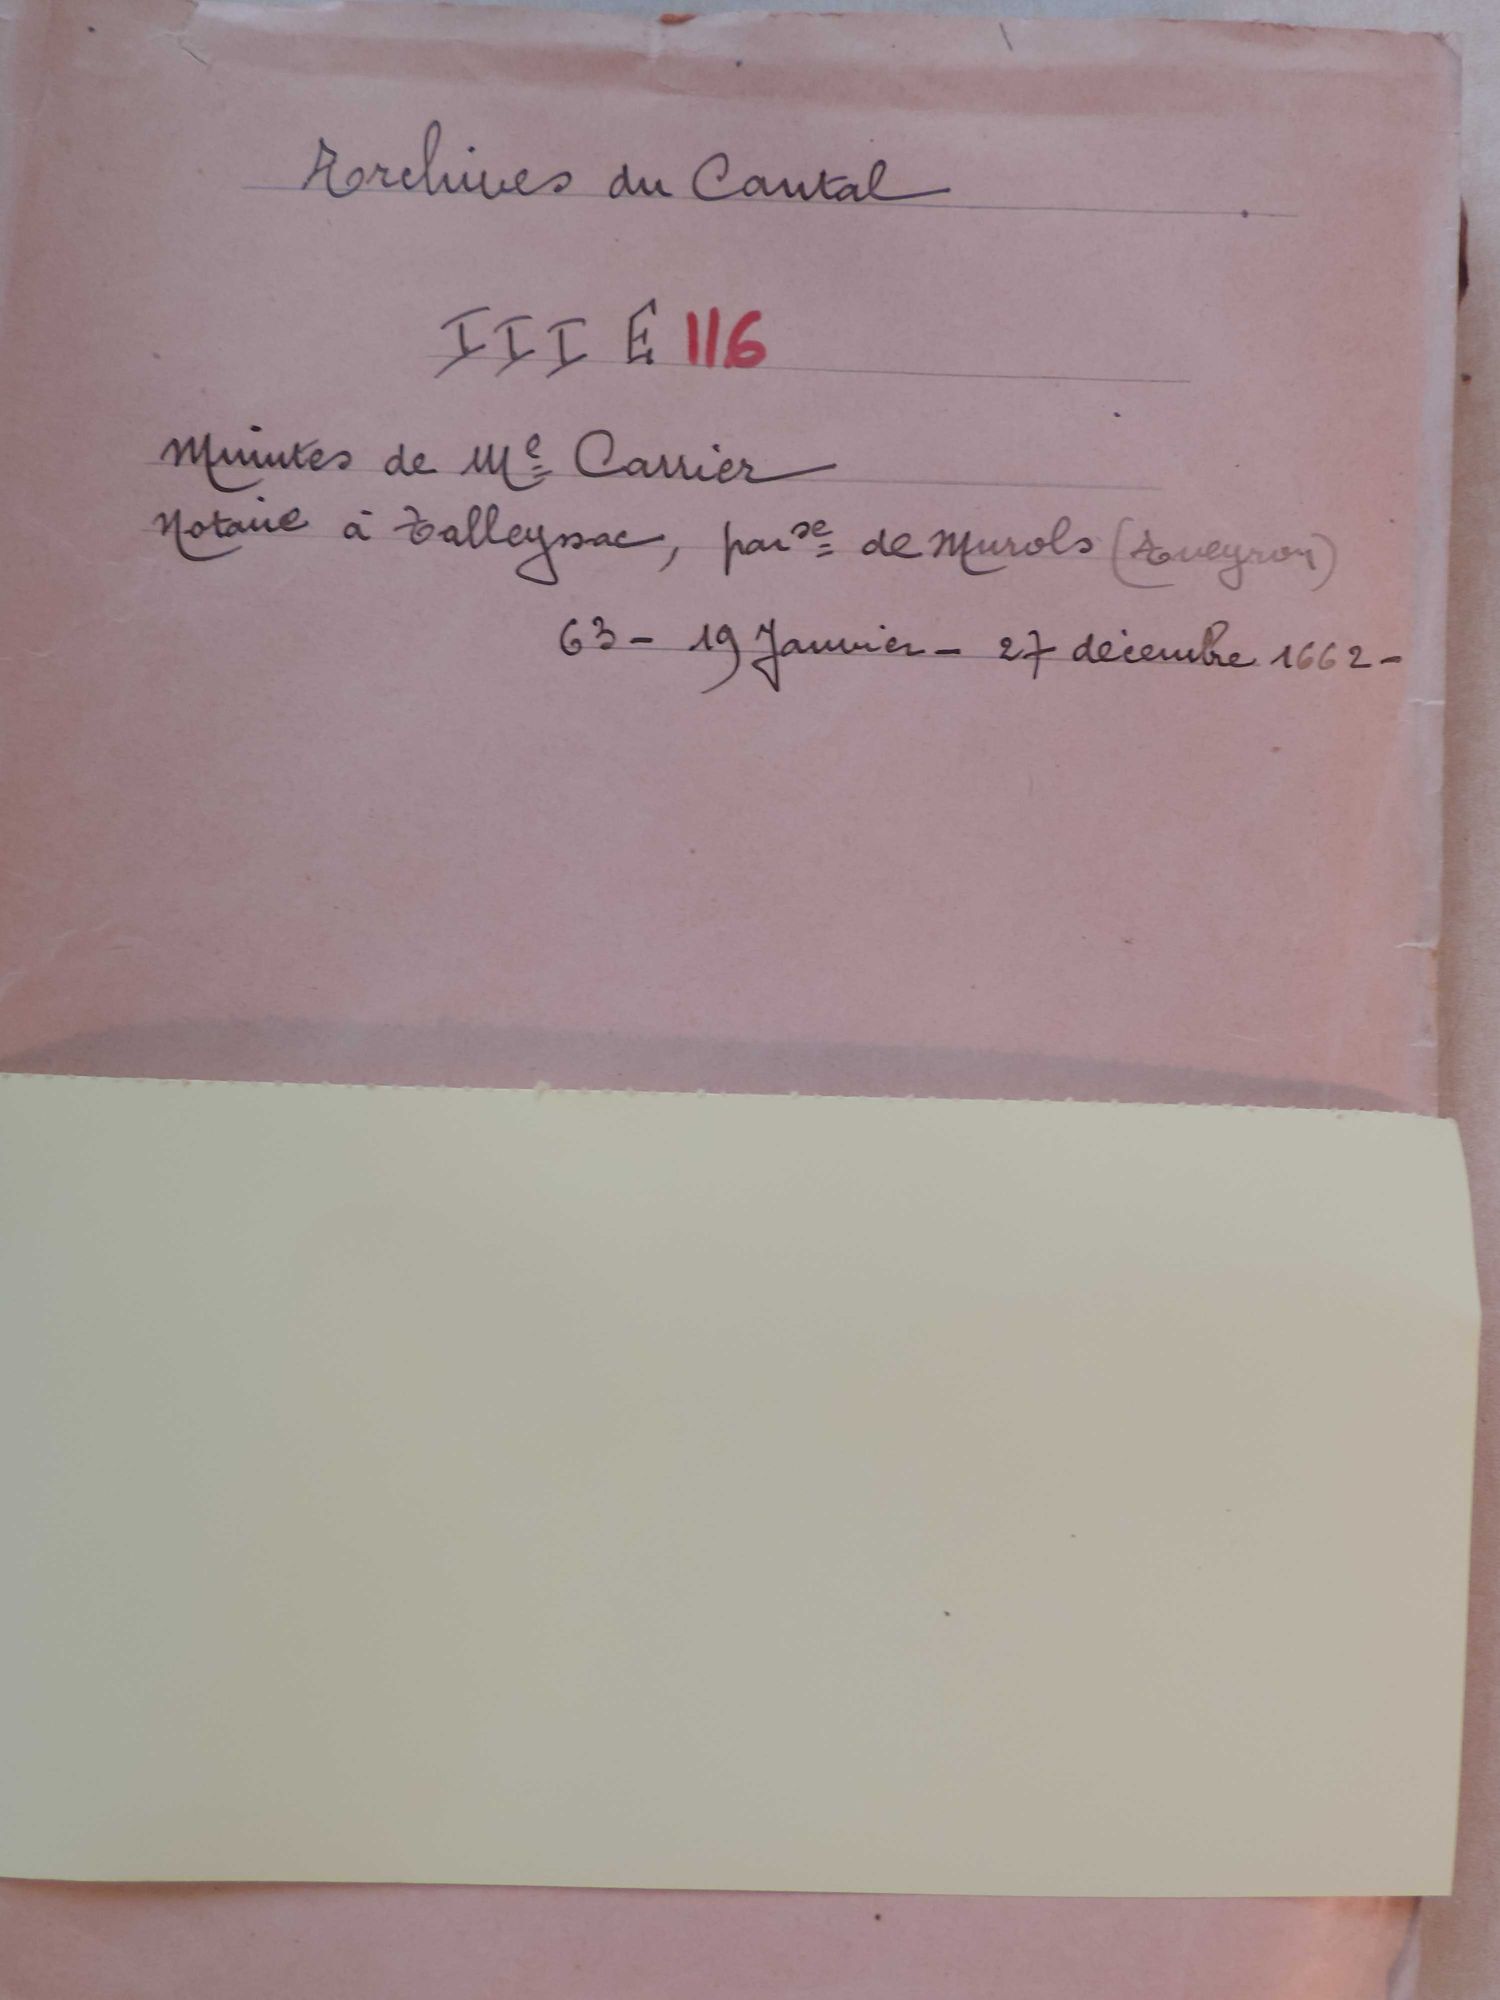 Archives du Cantal
III E 116
Minutes de Me Carrier
Notaire à Talleyssac, parsse de Murols (Aveyron)
63 - 19 Janvier - 27 décembre 1662 -